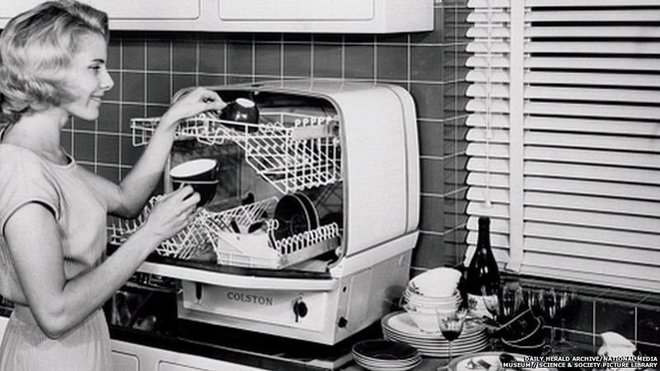 COLSTON
DAILY HERALD ARCHIVE/NATIONAL MEDIA
MUSEUM / SCIENCE & SOCIETY PICTURE LIBRARY